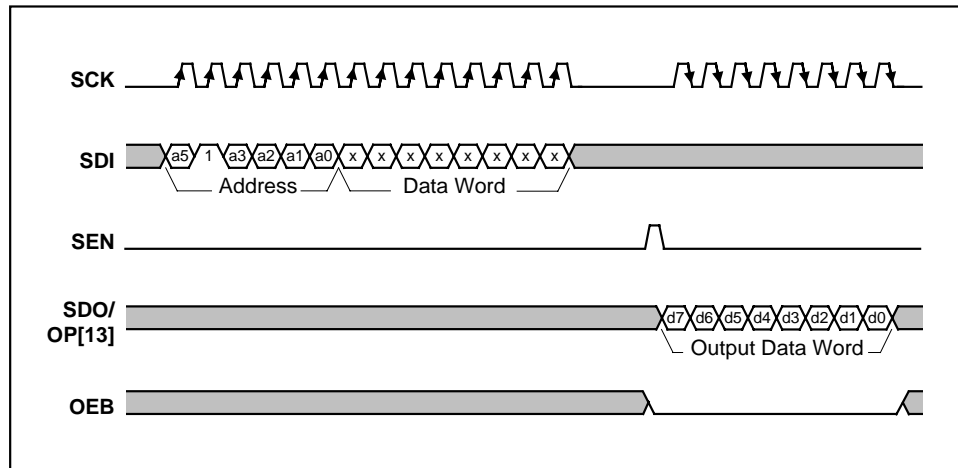 SCK
SDI a5 1 a3 a2 a1 a0 x x x x x x x x
Address Data Word
SEN
SDO/
OP[13] d7 d6 d5 d4 d3 d2 d1 d0
Output Data Word
OEB